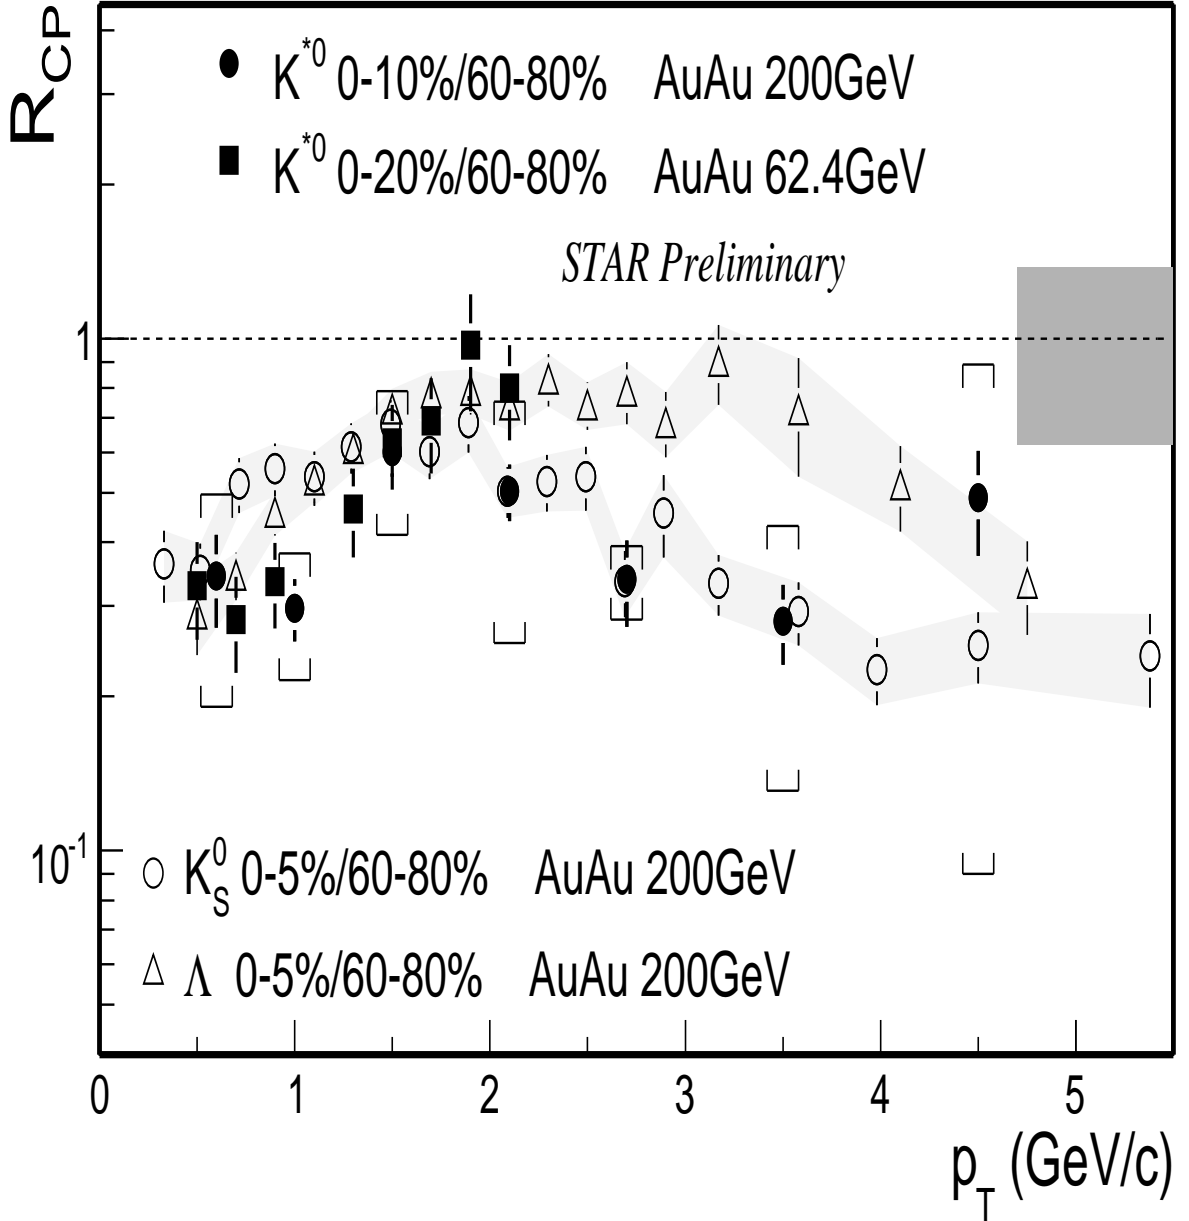 R_CP
K^*0 0-10%/60-80% AuAu 200GeV
K^*0 0-20%/60-80% AuAu 62.4GeV
STAR Preliminary
1
10^-1
K_S^0 0-5%/60-80% AuAu 200GeV
Λ 0-5%/60-80% AuAu 200GeV
0 1 2 3 4 5
p_T (GeV/c)